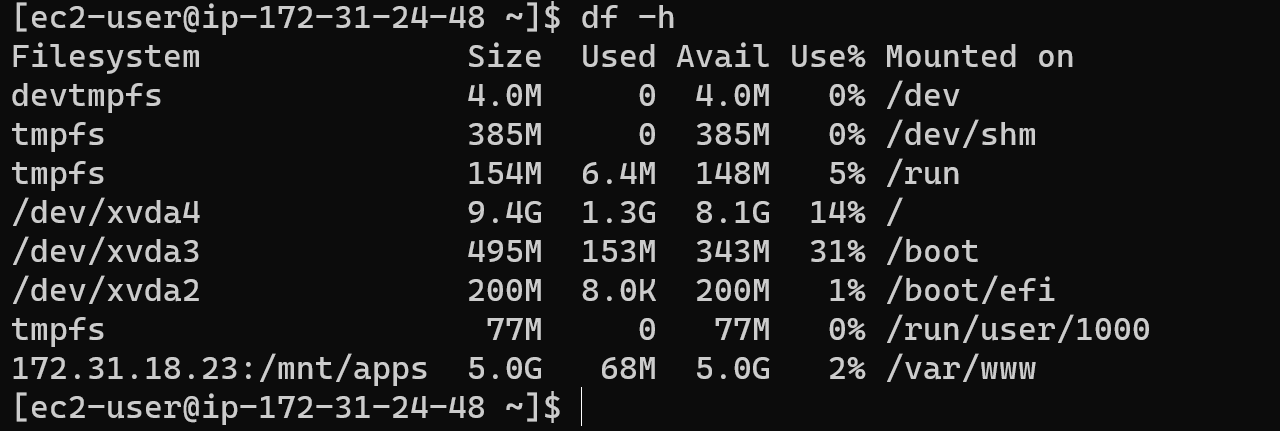 [ec2-user@ip-172-31-24-48 ~]$ df -h
Filesystem              Size  Used Avail Use% Mounted on
devtmpfs                4.0M     0  4.0M   0% /dev
tmpfs                   385M     0  385M   0% /dev/shm
tmpfs                   154M  6.4M  148M   5% /run
/dev/xvda4              9.4G  1.3G  8.1G  14% /
/dev/xvda3              495M  153M  343M  31% /boot
/dev/xvda2              200M  8.0K  200M   1% /boot/efi
tmpfs                    77M     0   77M   0% /run/user/1000
172.31.18.23:/mnt/apps  5.0G   68M  5.0G   2% /var/www
[ec2-user@ip-172-31-24-48 ~]$